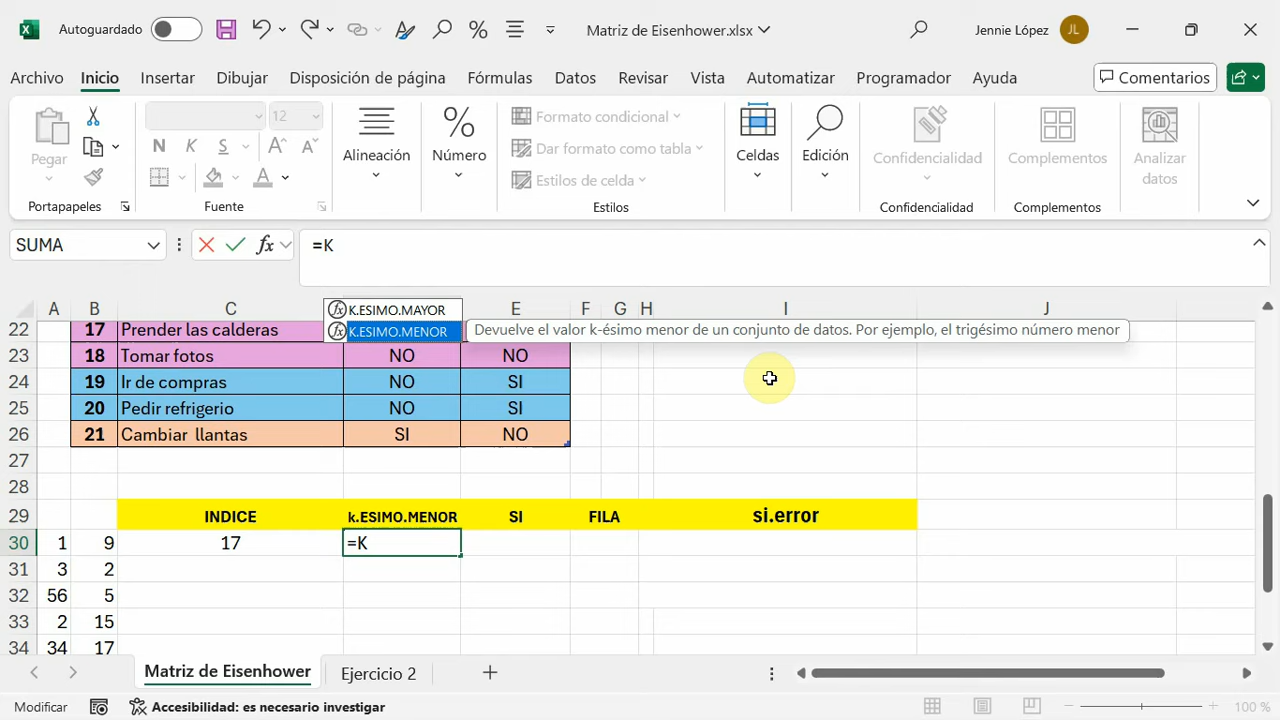 Autoguardado
Matriz de Eisenhower.xlsx
Jennie López
JL
Archivo Inicio Insertar Dibujar Disposición de página Fórmulas Datos Revisar Vista Automatizar Programador Ayuda Comentarios
Pegar
Portapapeles
12
N K S A A
A
Fuente
Alineación
%
Número
Formato condicional
Dar formato como tabla
Estilos de celda
Estilos
Celdas
Edición
Confidencialidad
Confidencialidad
Complementos
Complementos
Analizar
datos
SUMA fx =K
A B C E F G H I J
K.ESIMO.MAYOR
K.ESIMO.MENOR Devuelve el valor k-ésimo menor de un conjunto de datos. Por ejemplo, el trigésimo número menor
22 17 Prender las calderas
23 18 Tomar fotos NO NO
24 19 Ir de compras NO SI
25 20 Pedir refrigerio NO SI
26 21 Cambiar llantas SI NO
27
28
29 INDICE k.ESIMO.MENOR SI FILA si.error
30 1 9 17 =K
31 3 2
32 56 5
33 2 15
34 34 17
Matriz de Eisenhower Ejercicio 2
Modificar Accesibilidad: es necesario investigar 100 %